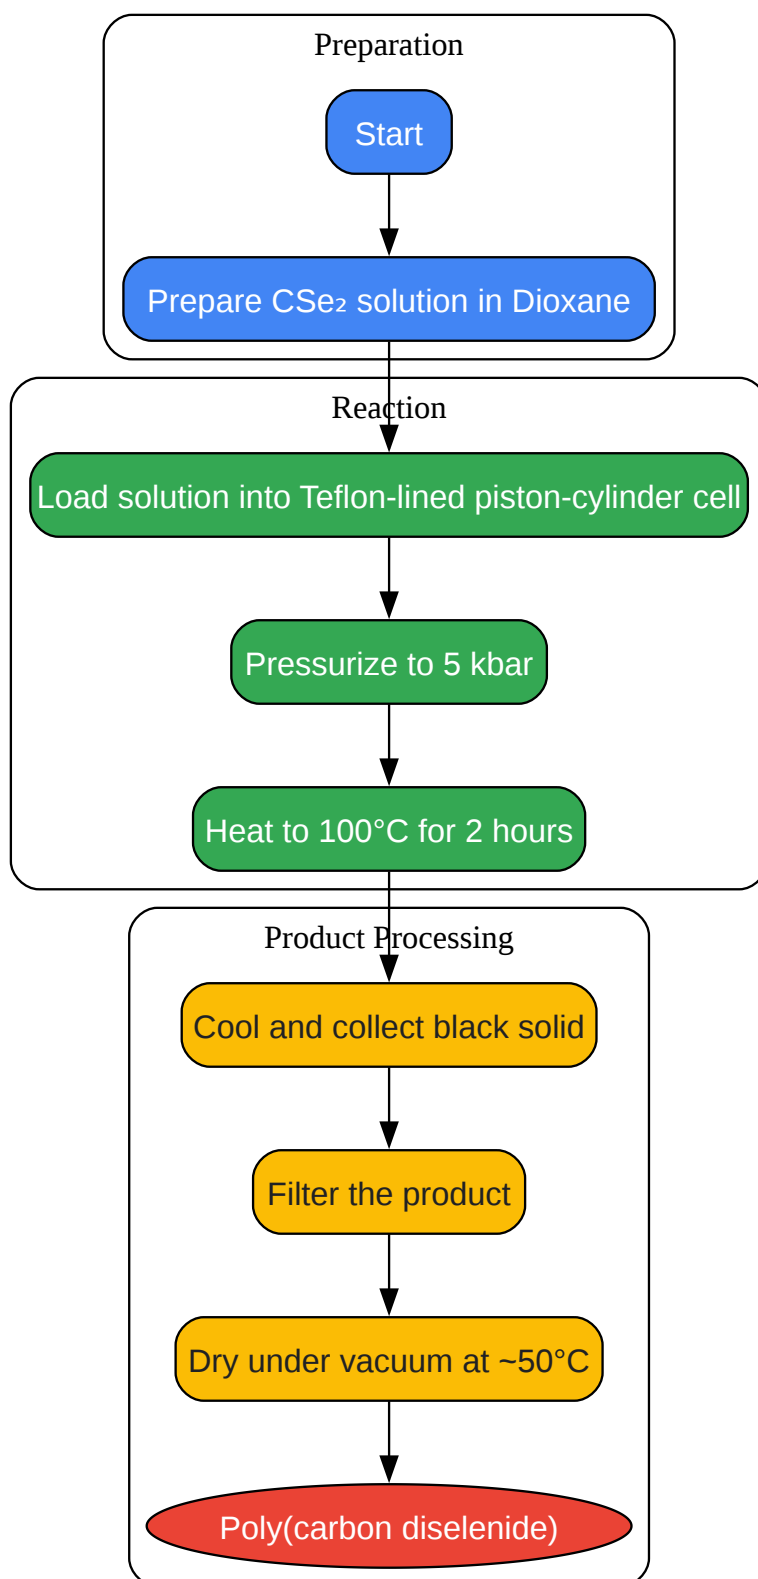 Preparation
Start
Prepare CSe₂ solution in Dioxane
Reaction
Load solution into Teflon-lined piston-cylinder cell
Pressurize to 5 kbar
Heat to 100°C for 2 hours
Product Processing
Cool and collect black solid
Filter the product
Dry under vacuum at ~50°C
Poly(carbon diselenide)